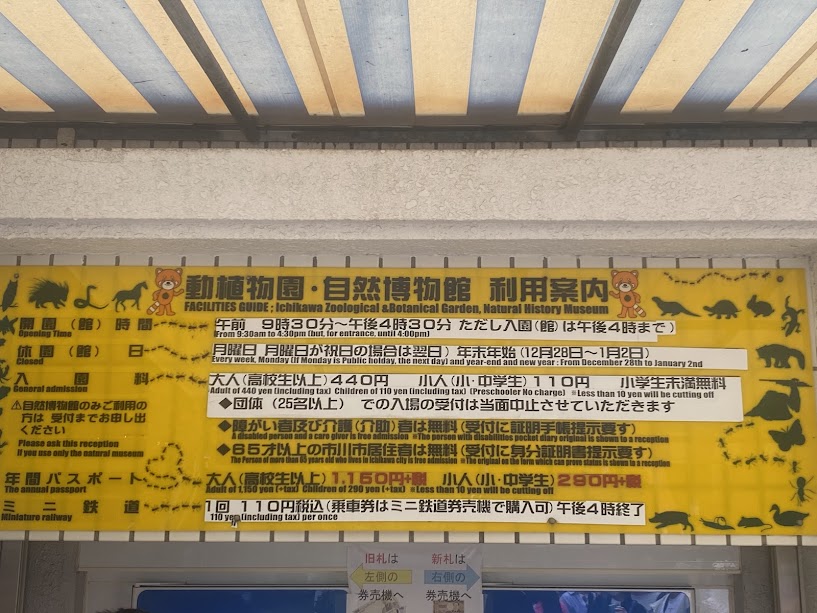 動植物園・自然博物館 利用案内
FACILITIES GUIDE ; Ichikawa Zoological &Botanical Garden, Natural History Museum
開園(館)時間 午前 9時30分〜午後4時30分 ただし入園(館)は午後4時まで)
Opening Time From 9:30am to 4:30pm (but, for entrance, until 4:00pm)
休園(館)日 月曜日 月曜日が祝日の場合は翌日) 年末年始(12月28日〜1月2日)
Closed Every week, Monday (If Monday is Public holiday, the next day) and year-end and new year : From December 28th to January 2nd
入園料 大人(高校生以上)440円 小人(小・中学生)110円 小学生未満無料
General admission Adult of 440 yen (including tax) Children of 110 yen (including tax) (Preschooler No charge) ※Less than 10 yen will be cutting off
◆団体(25名以上)での入場の受付は当面中止させていただきます
⚠自然博物館のみご利用の
方は 受付までお申し出
ください
Please ask this reception
if you use only the natural museum
◆障がい者及び介護(介助)者は無料(受付に証明手帳提示要す)
A disabled person and a care giver is free admission ※The person with disabilities pocket diary original is shown to a reception
◆65才以上の市川市居住者は無料(受付に身分証明書提示要す)
The Person of more than 65 years old who lives in Ichikawa city is free admission ※The original on the form which can prove status is shown to a reception
年間パスポート 大人(高校生以上)1,150円+税 小人(小・中学生)290円+税
The annual passport Adult of 1,150 yen (+tax) Children of 290 yen (+tax) ※Less than 10 yen will be cutting off
ミニ鉄道 1回 110円税込(乗車券はミニ鉄道券売機で購入可)午後4時終了
Miniature railway 110 yen (including tax) per once
旧札は
左側の
券売機へ
新札は
右側の
券売機へ